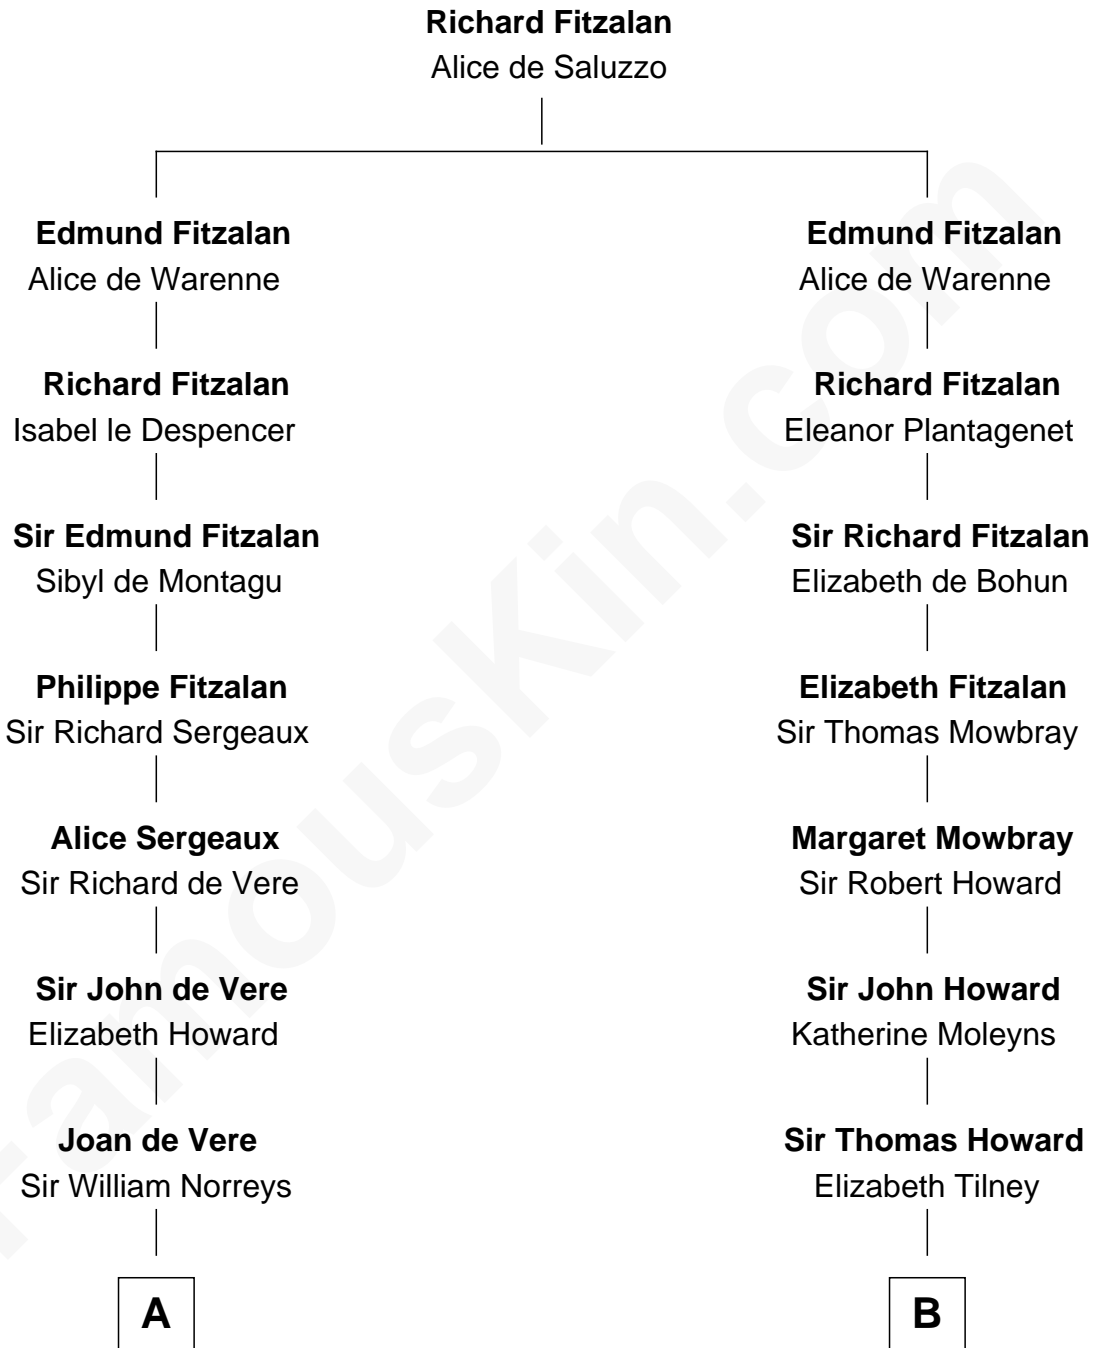 Richard Fitzalan
Alice de Saluzzo
Edmund Fitzalan
Alice de Warenne
Richard Fitzalan
Isabel le Despencer
Sir Edmund Fitzalan
Sibyl de Montagu
Philippe Fitzalan
Sir Richard Sergeaux
Alice Sergeaux
Sir Richard de Vere
Sir John de Vere
Elizabeth Howard
Joan de Vere
Sir William Norreys
A
Edmund Fitzalan
Alice de Warenne
Richard Fitzalan
Eleanor Plantagenet
Sir Richard Fitzalan
Elizabeth de Bohun
Elizabeth Fitzalan
Sir Thomas Mowbray
Margaret Mowbray
Sir Robert Howard
Sir John Howard
Katherine Moleyns
Sir Thomas Howard
Elizabeth Tilney
B
FamousKin.com